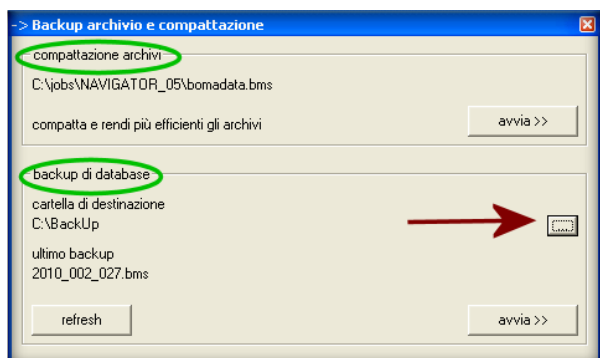 -> Backup archivio e compattazione
compattazione archivi
C:\jobs\NAVIGATOR_05\bomadata.bms
compatta e rendi più efficienti gli archivi
avvia >>
backup di database
cartella di destinazione
C:\BackUp
...
ultimo backup
2010_002_027.bms
refresh
avvia >>